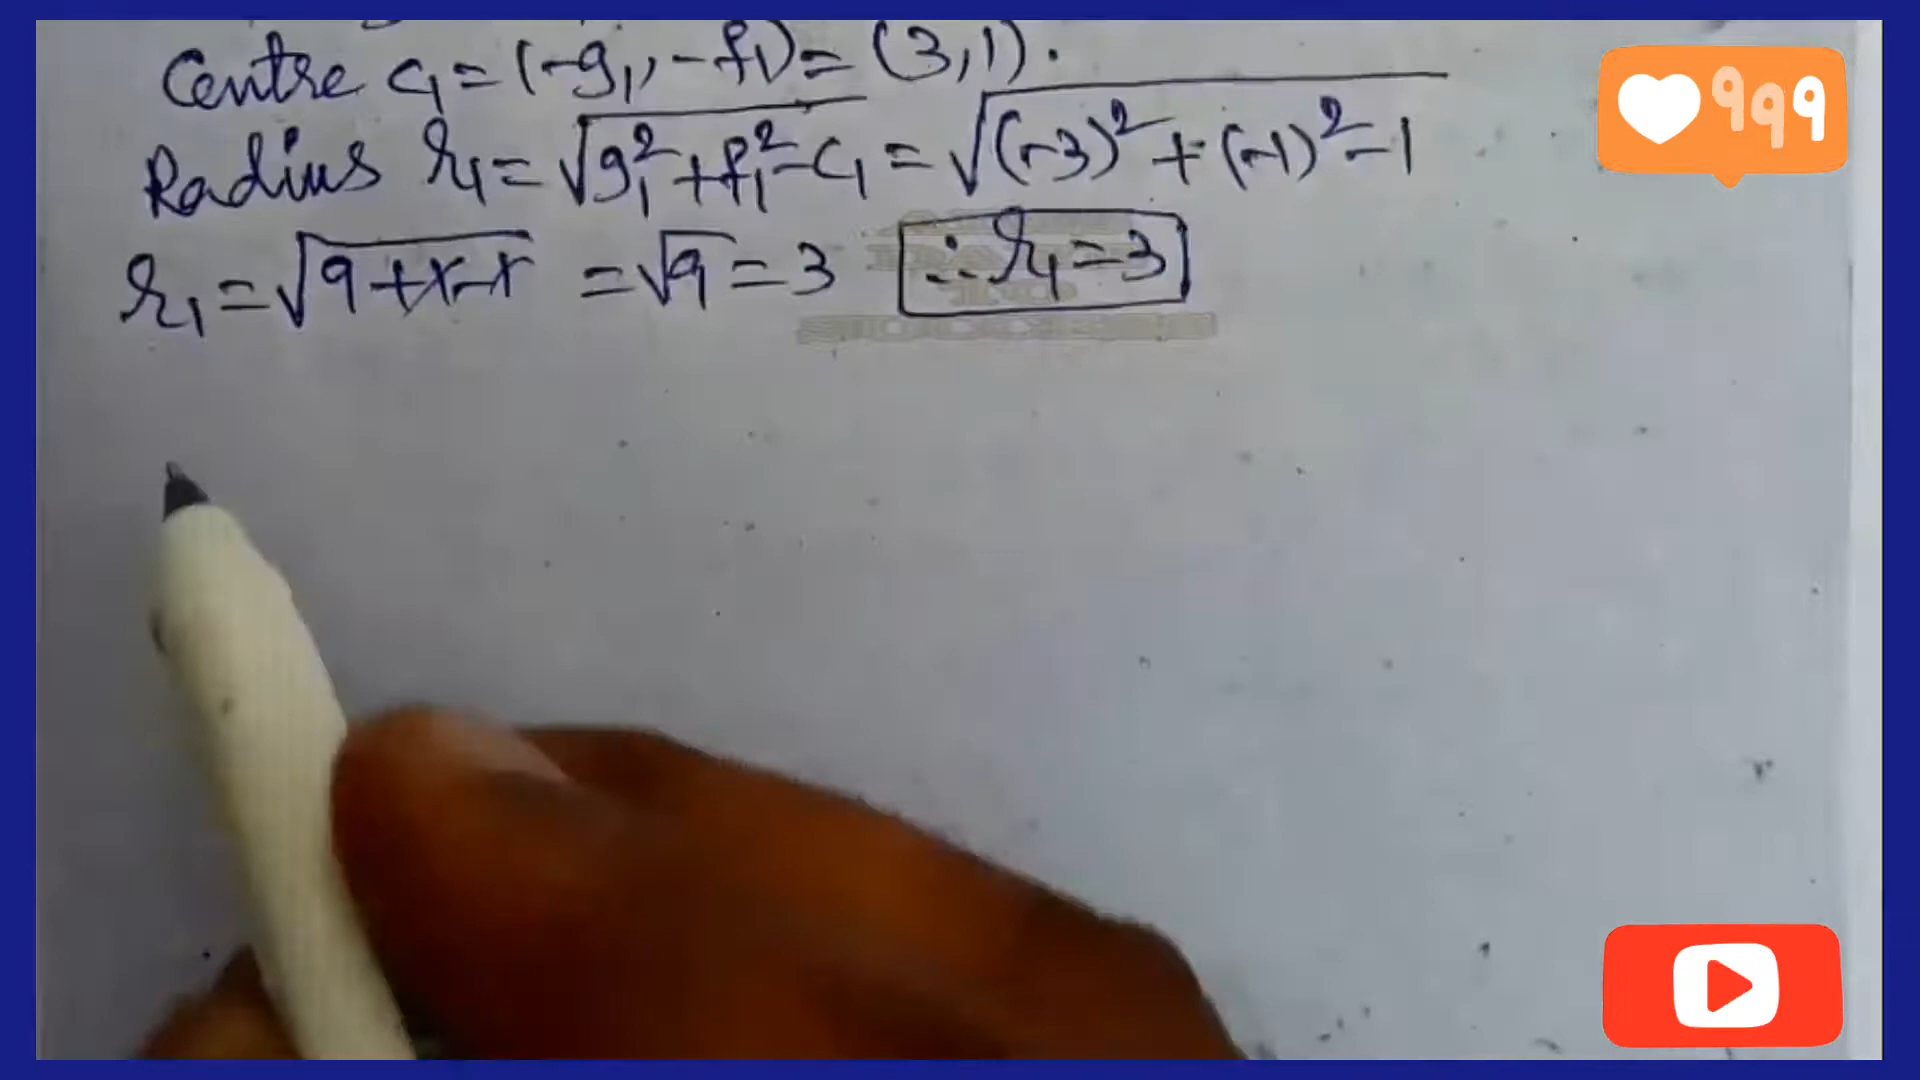 Centre C₁ = (-g₁, -f₁) = (3,1).
Radius r₁ = √g₁² + f₁² - C₁ = √(-3)² + (-1)² - 1
r₁ = √9 + 1 - 1 = √9 = 3 ∴ r₁ = 3
999